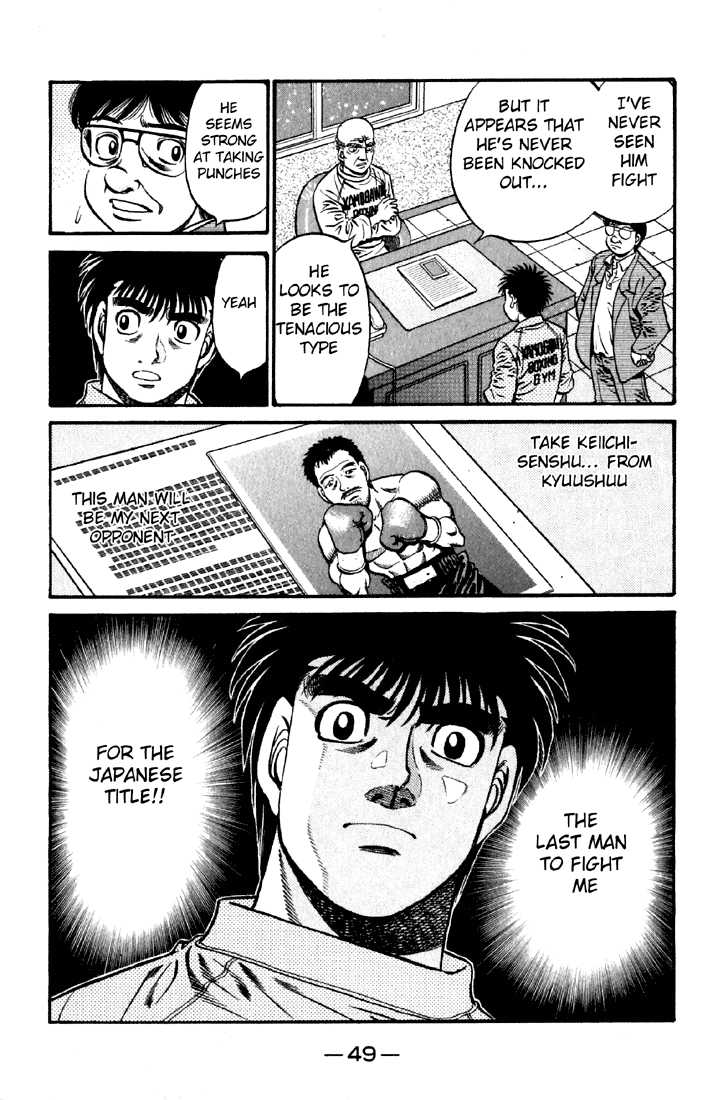 I'VE
NEVER
SEEN
HIM
FIGHT
BUT IT
APPEARS THAT
HE'S NEVER
BEEN KNOCKED
OUT...
HE
LOOKS TO
BE THE
TENACIOUS
TYPE
HE
SEEMS
STRONG
AT TAKING
PUNCHES
YEAH
BOXING
GYM
TAKE KEIICHI-
SENSHU... FROM
KYUUSHUU
THIS MAN WILL
BE MY NEXT
OPPONENT
THE
LAST MAN
TO FIGHT
ME
FOR THE
JAPANESE
TITLE!!
—49—